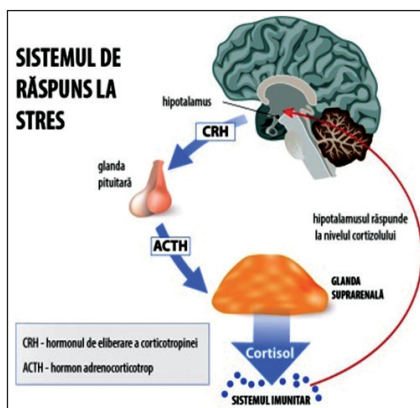 SISTEMUL DE
RĂSPUNS LA
STRES
hipotalamus
CRH
glanda
pituitară
hipotalamusul răspunde
la nivelul cortizolului
ACTH
GLANDA
SUPRARENALĂ
CRH - hormonul de eliberare a corticotropinei
ACTH - hormon adrenocorticotrop
Cortisol
SISTEMUL IMUNITAR